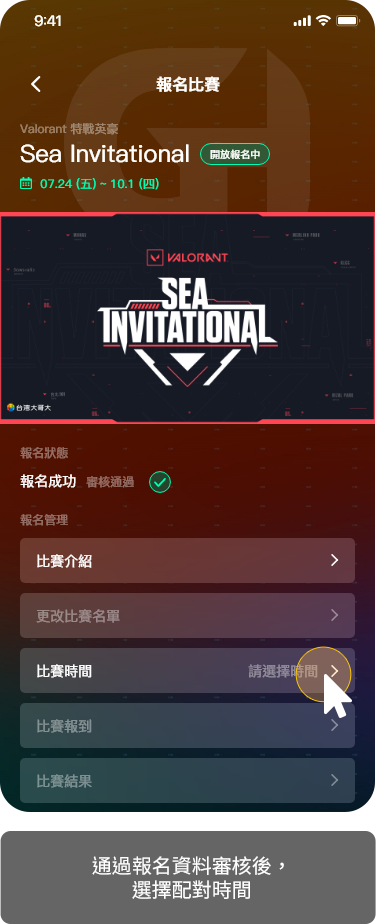 9:41
報名比賽
Valorant 特戰英豪
Sea Invitational
開放報名中
07.24 (五) ~ 10.1 (四)
VALORANT
SEA
INVITATIONAL
台灣大哥大
報名狀態
報名成功 審核通過
報名管理
比賽介紹
更改比賽名單
比賽時間 請選擇時間
比賽報到
比賽結果
通過報名資料審核後，
選擇配對時間